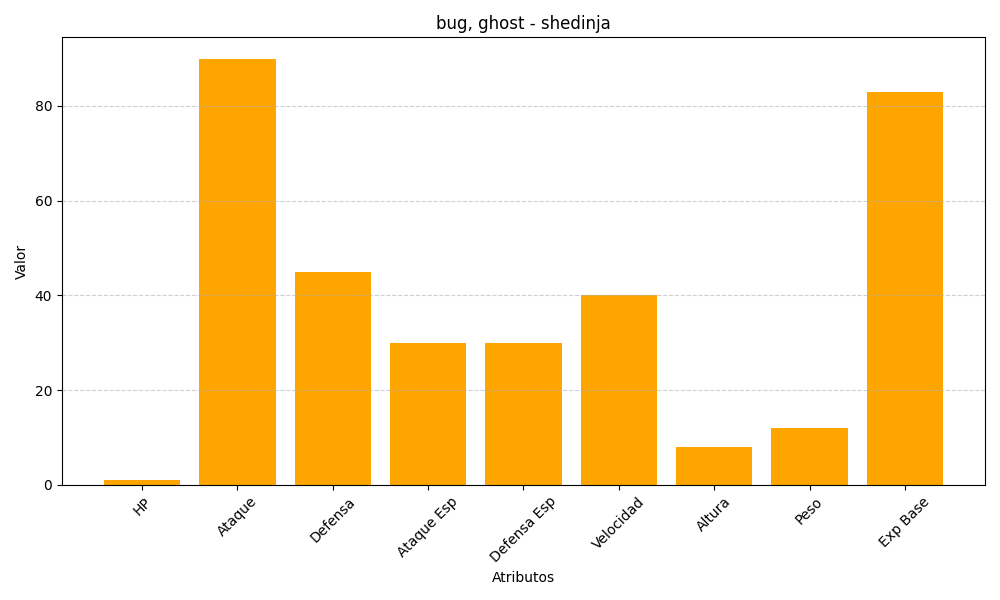 bug, ghost - shedinja
Valor
80
60
40
20
0
HP
Ataque
Defensa
Ataque Esp
Defensa Esp
Velocidad
Altura
Peso
Exp Base
Atributos